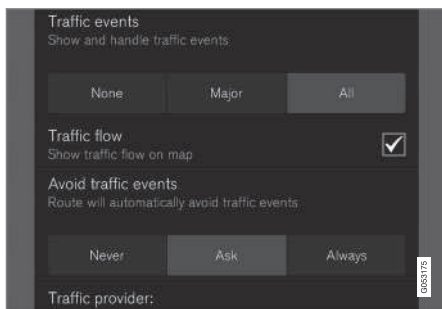 Traffic events
Show and handle traffic events
None Major All
Traffic flow
Show traffic flow on map
Avoid traffic events
Route will automatically avoid traffic events
Never Ask Always
G053175
Traffic provider: